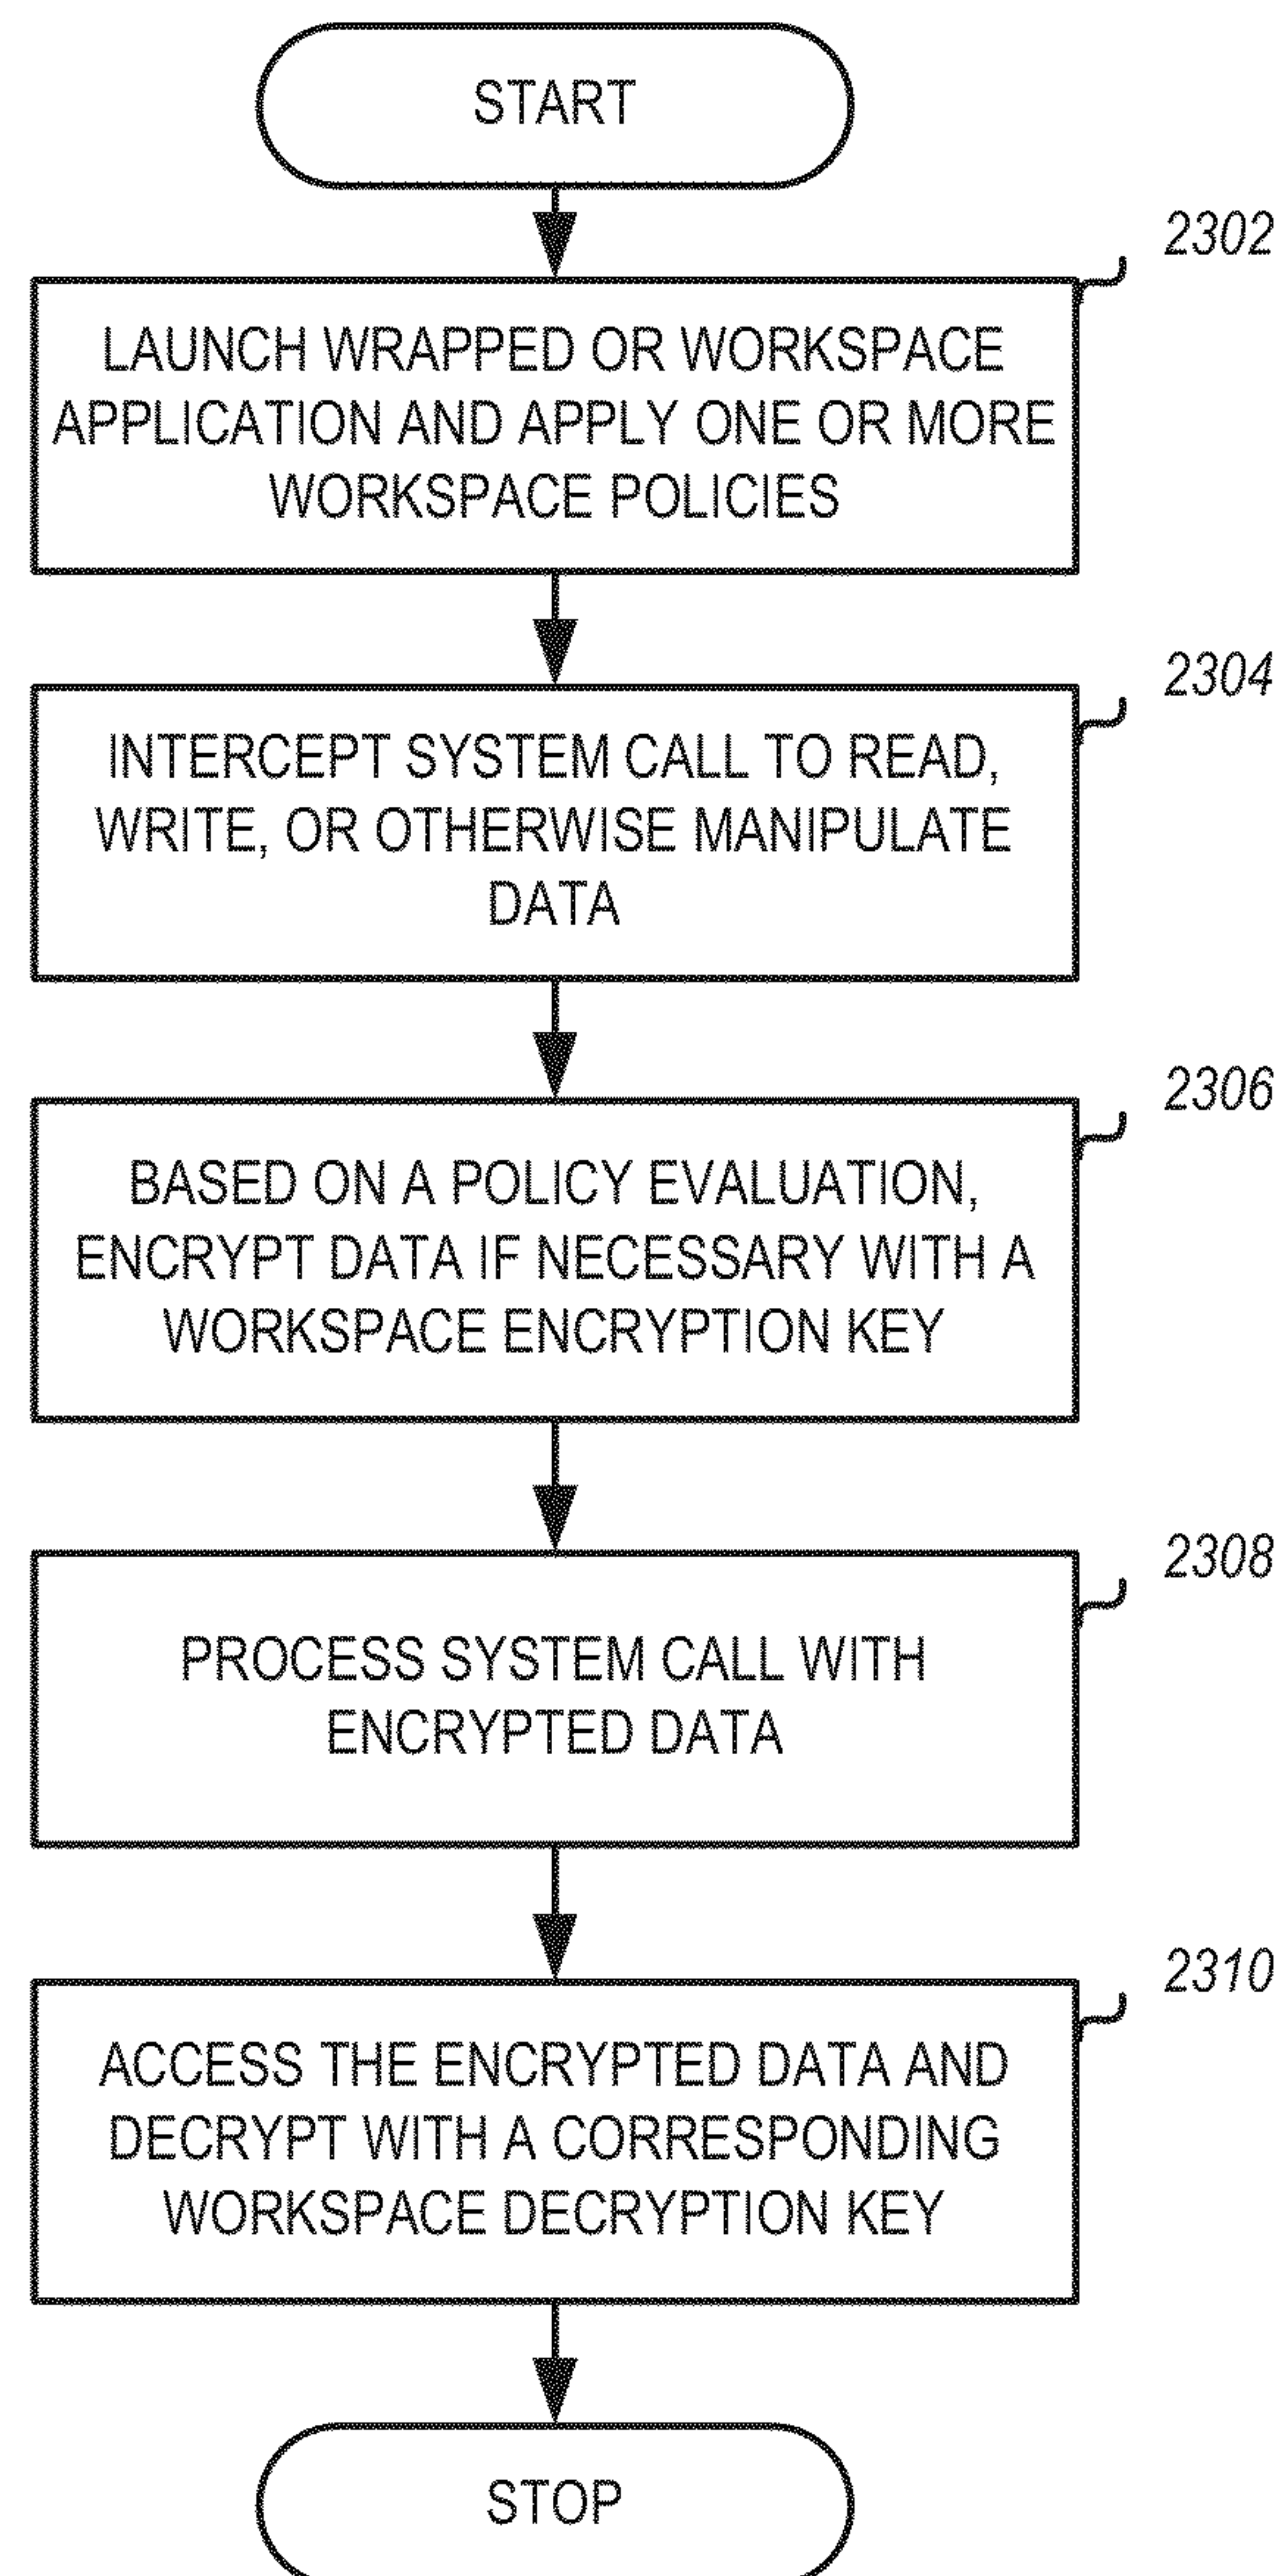 START
2302
LAUNCH WRAPPED OR WORKSPACE
APPLICATION AND APPLY ONE OR MORE
WORKSPACE POLICIES
2304
INTERCEPT SYSTEM CALL TO READ,
WRITE, OR OTHERWISE MANIPULATE
DATA
2306
BASED ON A POLICY EVALUATION,
ENCRYPT DATA IF NECESSARY WITH A
WORKSPACE ENCRYPTION KEY
2308
PROCESS SYSTEM CALL WITH
ENCRYPTED DATA
2310
ACCESS THE ENCRYPTED DATA AND
DECRYPT WITH A CORRESPONDING
WORKSPACE DECRYPTION KEY
STOP